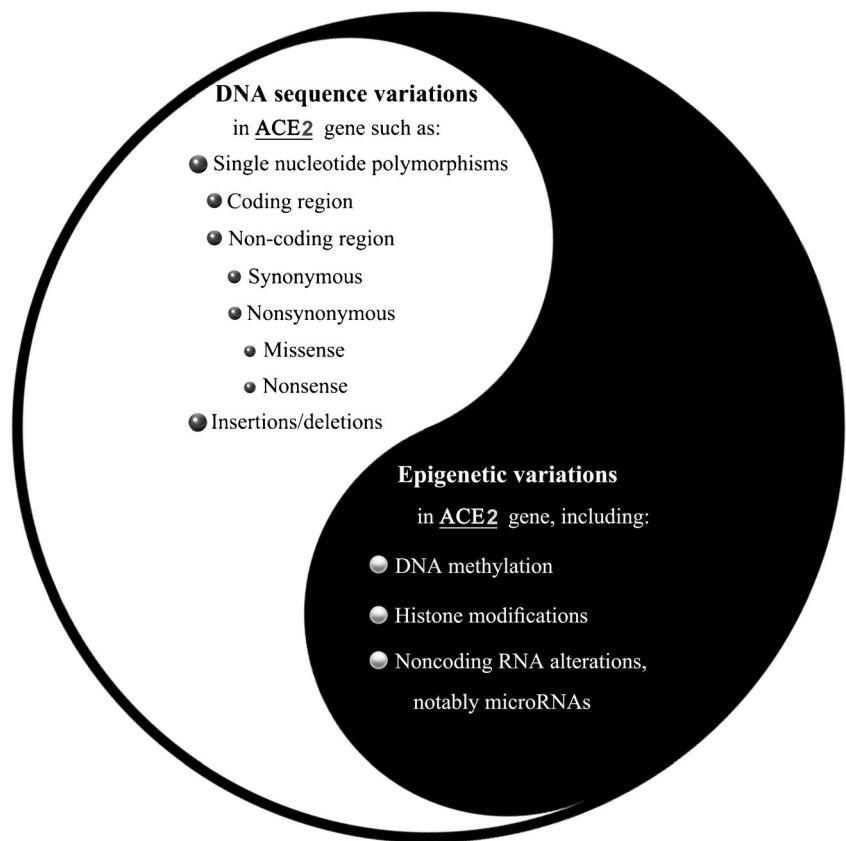 DNA sequence variations
in ACE2 gene such as:
Single nucleotide polymorphisms
Coding region
Non-coding region
Synonymous
Nonsynonymous
Missense
Nonsense
Insertions/deletions
Epigenetic variations
in ACE2 gene, including:
DNA methylation
Histone modifications
Noncoding RNA alterations,
notably microRNAs